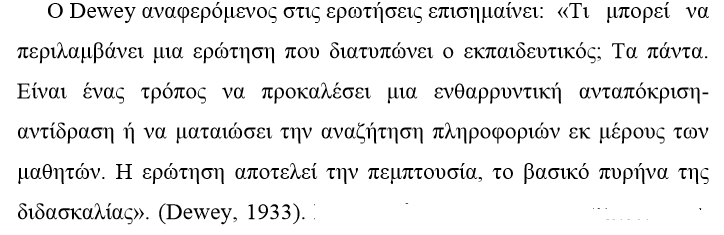 Ο Dewey αναφερόμενος στις ερωτήσεις επισημαίνει: «Τι μπορεί να
περιλαμβάνει μια ερώτηση που διατυπώνει ο εκπαιδευτικός; Τα πάντα.
Είναι ένας τρόπος να προκαλέσει μια ενθαρρυντική ανταπόκριση-
αντίδραση ή να ματαιώσει την αναζήτηση πληροφοριών εκ μέρους των
μαθητών. Η ερώτηση αποτελεί την πεμπτουσία, το βασικό πυρήνα της
διδασκαλίας». (Dewey, 1933).